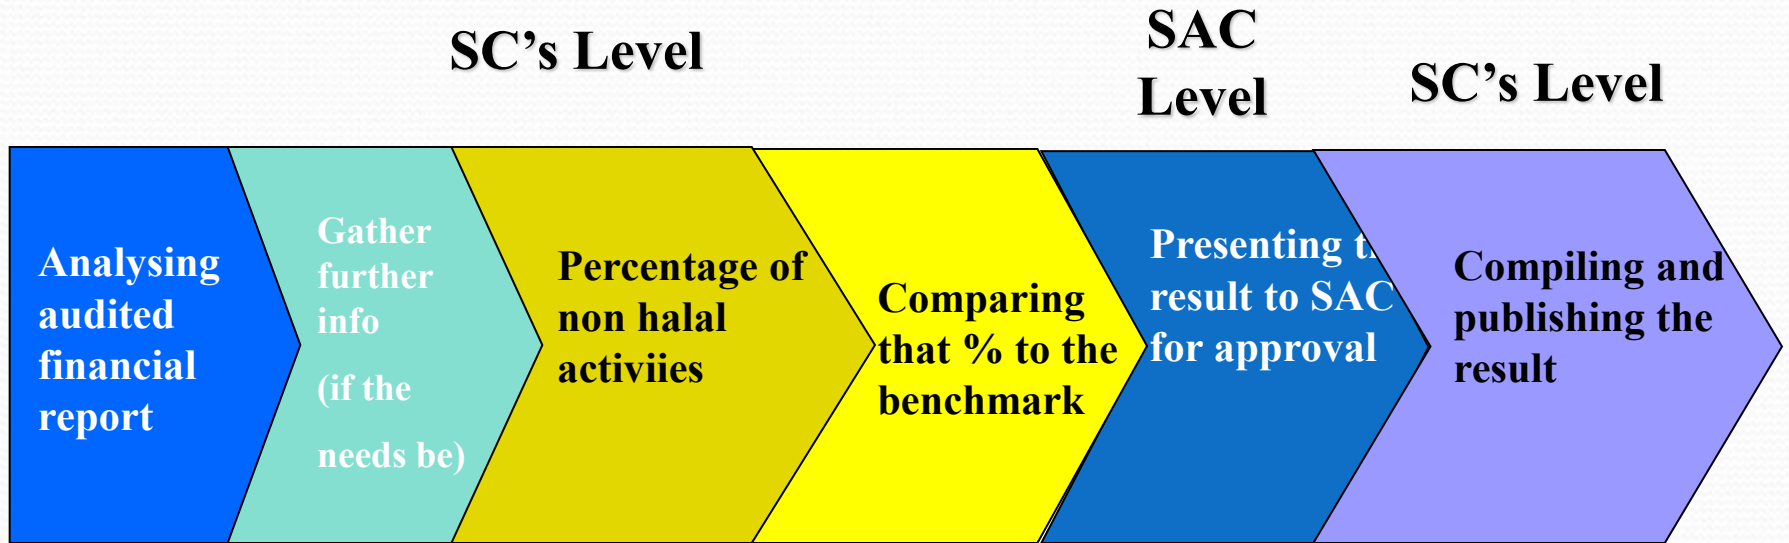 SC’s Level
SAC
Level
SC’s Level
Analysing
audited
financial
report
Gather
further
info
(if the
needs be)
Percentage of
non halal
activiies
Comparing
that % to the
benchmark
Presenting
result to SAC
for approval
Compiling and
publishing the
result